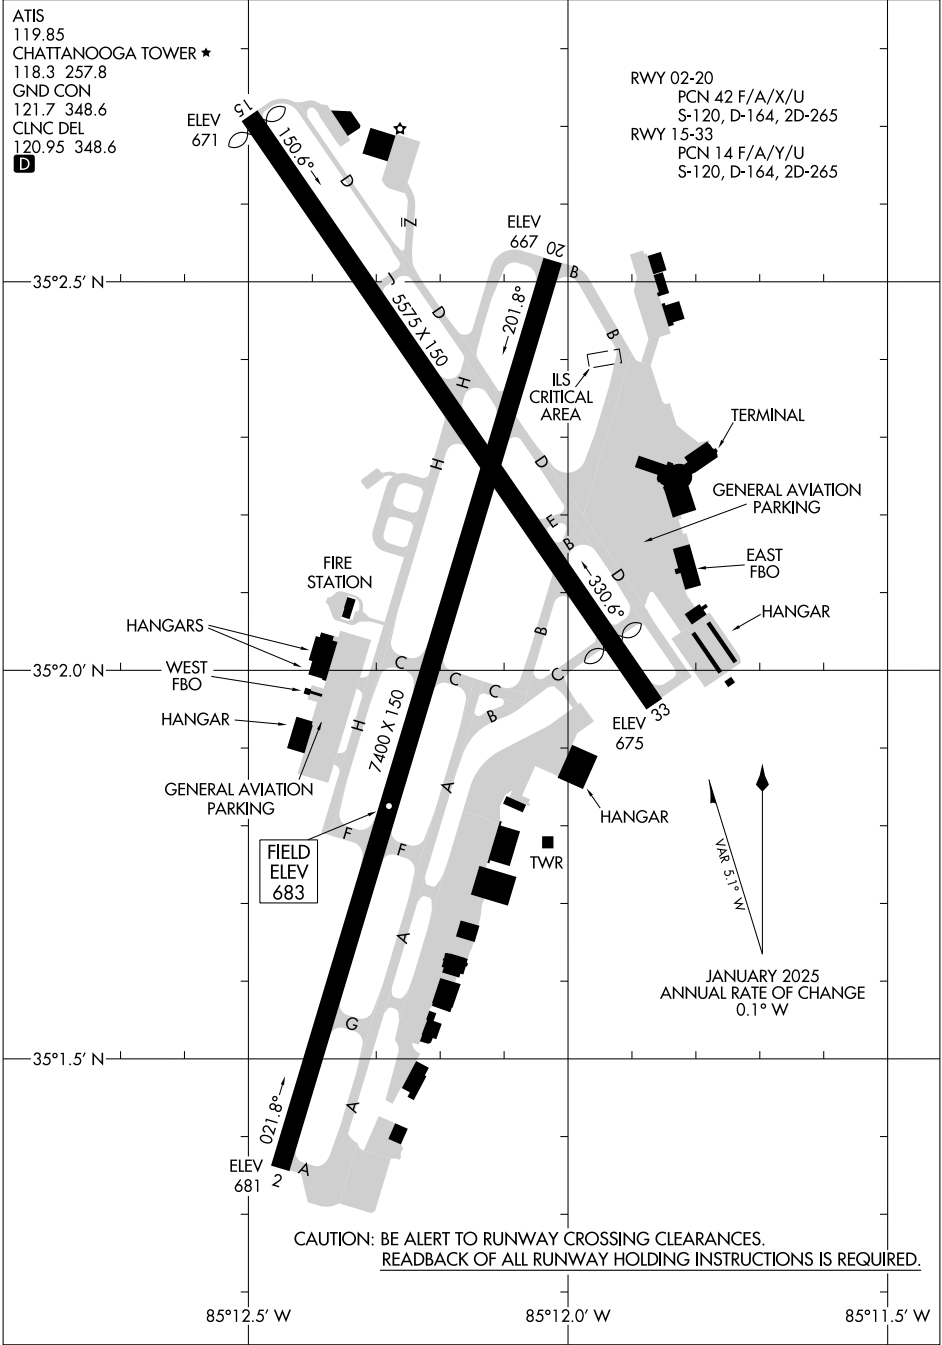 ATIS
119.85
CHATTANOOGA TOWER ★
118.3 257.8
GND CON
121.7 348.6
CLNC DEL
120.95 348.6
D
RWY 02-20
PCN 42 F/A/X/U
S-120, D-164, 2D-265
RWY 15-33
PCN 14 F/A/Y/U
S-120, D-164, 2D-265
15
ELEV
671
150.6°
D
Z
ELEV
667
20
B
35°2.5' N
J
5575 X 150
D
201.8°
B
H
ILS
CRITICAL
AREA
TERMINAL
H
D
GENERAL AVIATION
PARKING
E
B
EAST
FBO
FIRE
STATION
D
330.6°
HANGAR
HANGARS
B
35°2.0' N
WEST
FBO
C
C
C
C
B
HANGAR
H
7400 X 150
33
ELEV
675
GENERAL AVIATION
PARKING
A
HANGAR
F
F
TWR
FIELD
ELEV
683
VAR 5.1° W
A
JANUARY 2025
ANNUAL RATE OF CHANGE
0.1° W
G
35°1.5' N
021.8°
A
ELEV
681
2
A
CAUTION: BE ALERT TO RUNWAY CROSSING CLEARANCES.
READBACK OF ALL RUNWAY HOLDING INSTRUCTIONS IS REQUIRED.
85°12.5' W
85°12.0' W
85°11.5' W